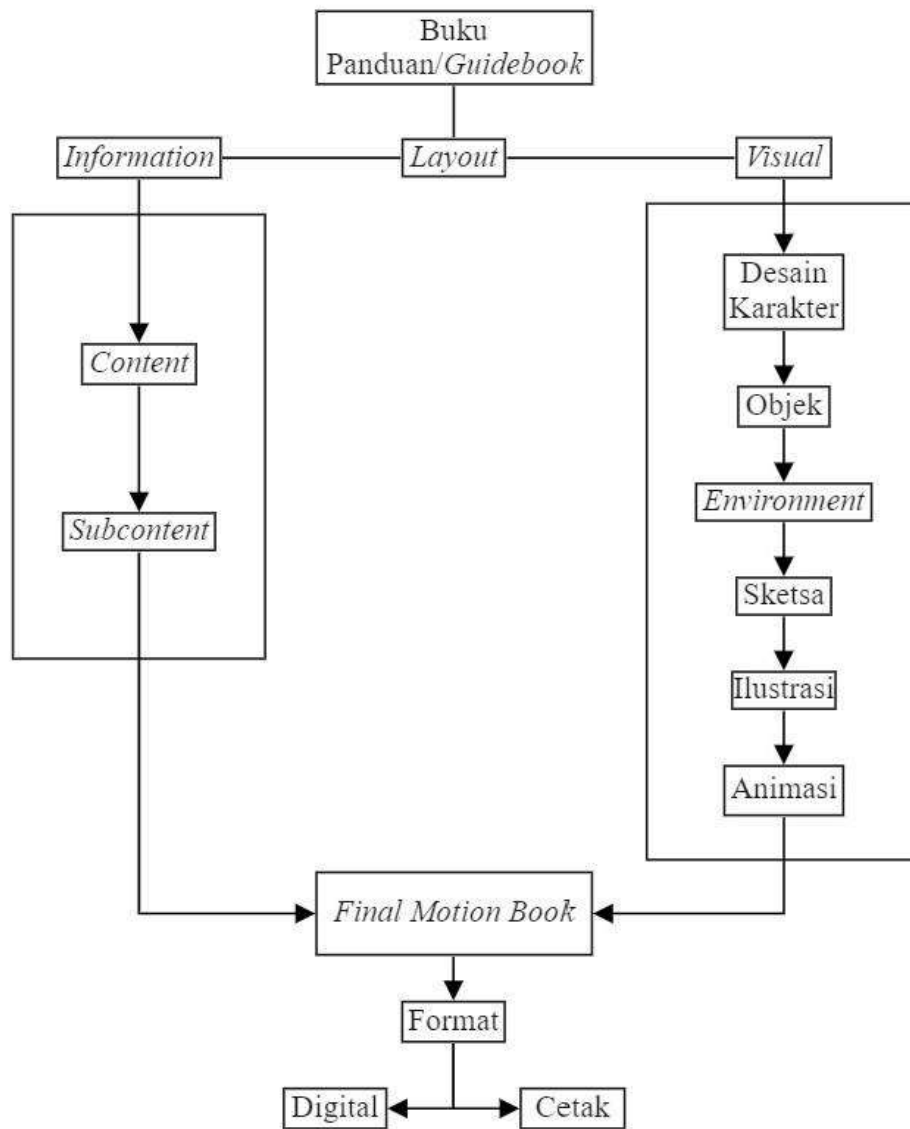 Buku
Panduan/Guidebook
Information
Layout
Visual
Desain
Karakter
Content
Objek
Environment
Subcontent
Sketsa
Ilustrasi
Animasi
Final Motion Book
Format
Digital
Cetak